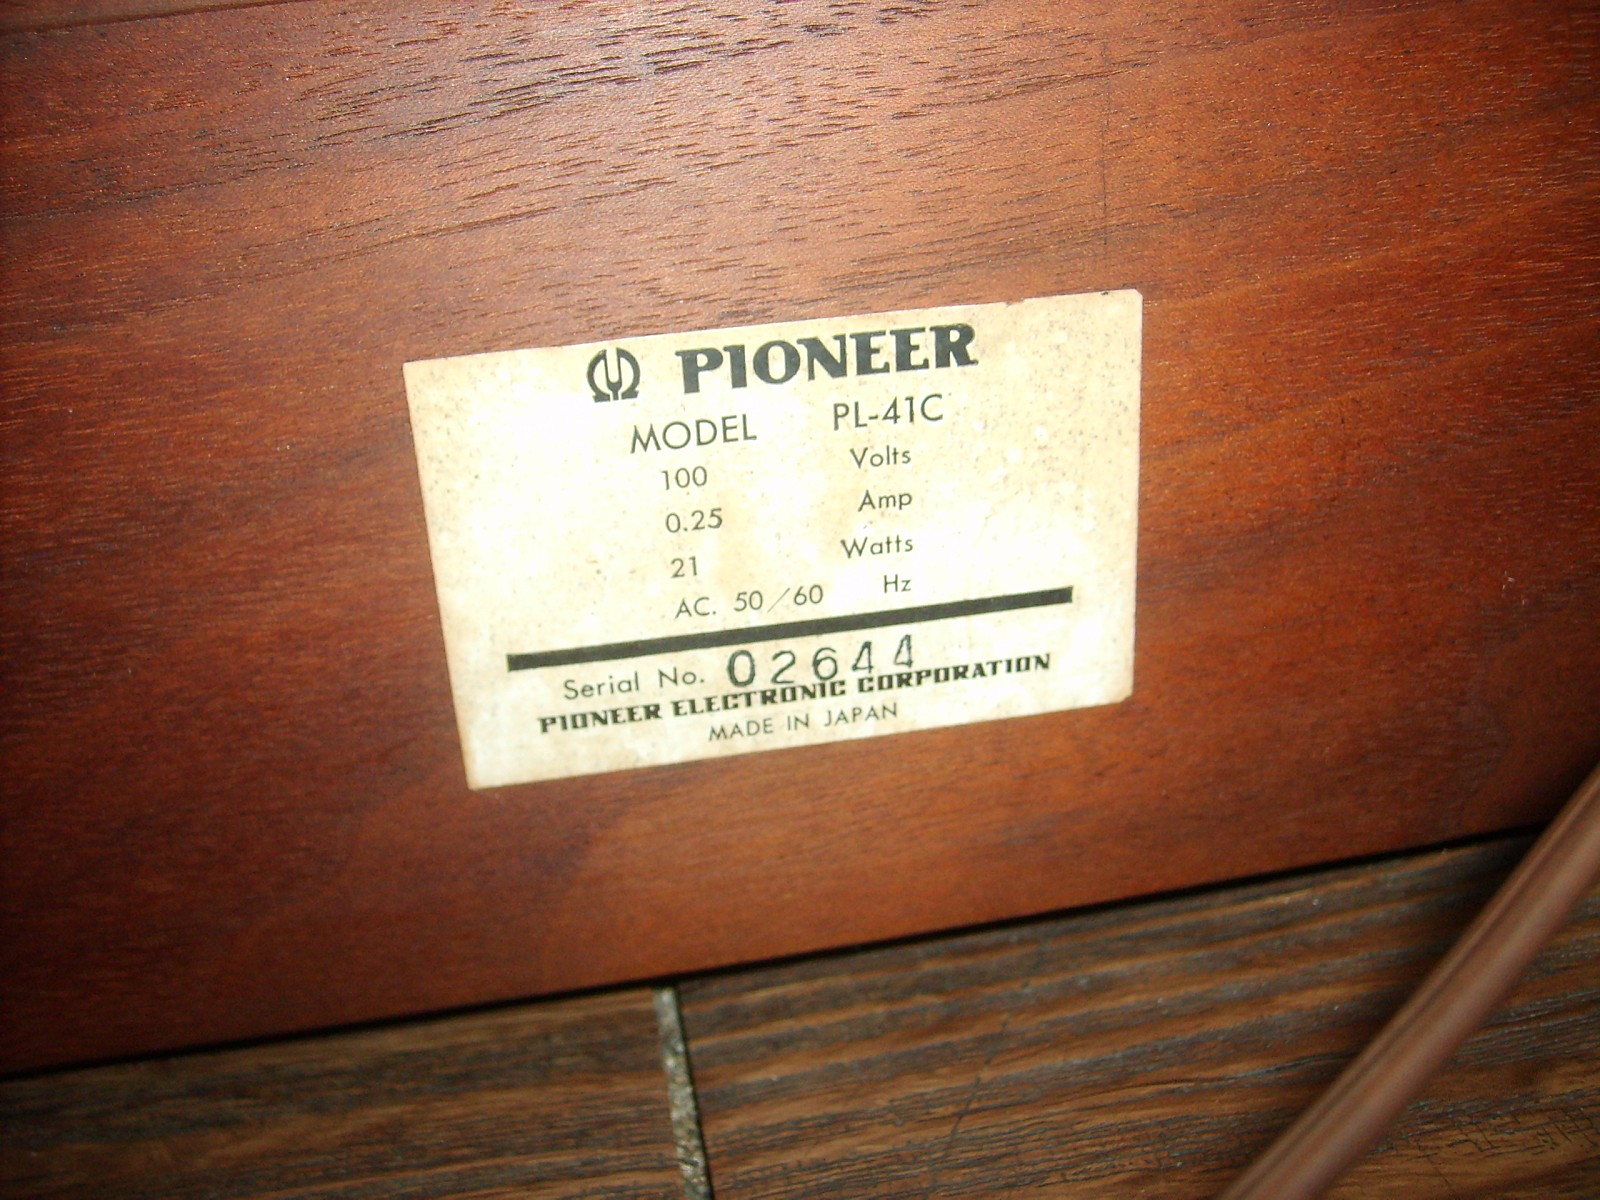 PIONEER
MODEL PL-41C
100 Volts
0.25 Amp
21 Watts
AC. 50/60 Hz
Serial No. 02644
PIONEER ELECTRONIC CORPORATION
MADE IN JAPAN